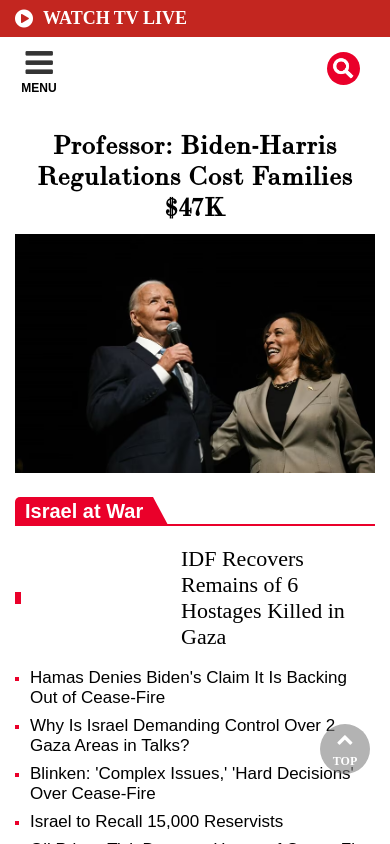 WATCH TV LIVE
MENU
Professor: Biden-Harris
Regulations Cost Families
$47K
Israel at War
IDF Recovers
Remains of 6
Hostages Killed in
Gaza
Hamas Denies Biden's Claim It Is Backing
Out of Cease-Fire
Why Is Israel Demanding Control Over 2
Gaza Areas in Talks?
TOP
Blinken: 'Complex Issues,' 'Hard Decisions'
Over Cease-Fire
Israel to Recall 15,000 Reservists